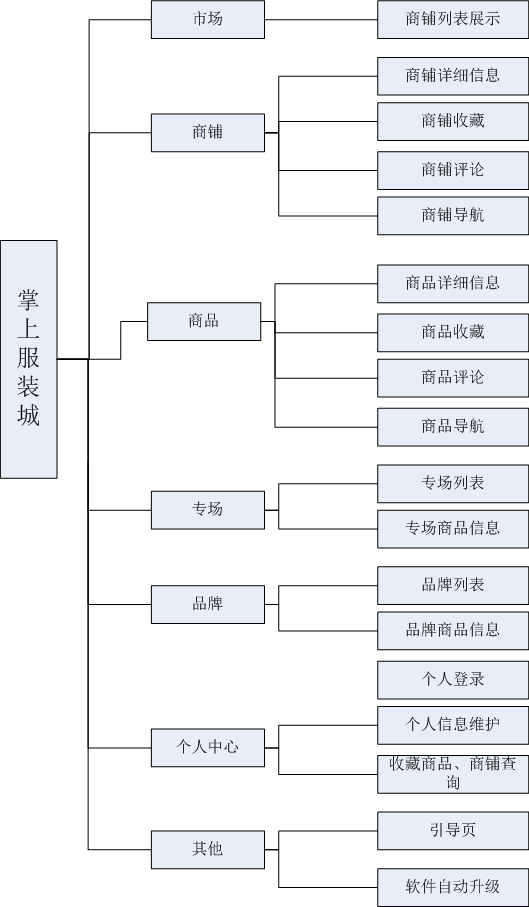 掌上服装城
市场
商铺列表展示
商铺
商铺详细信息
商铺收藏
商铺评论
商铺导航
商品
商品详细信息
商品收藏
商品评论
商品导航
专场
专场列表
专场商品信息
品牌
品牌列表
品牌商品信息
个人中心
个人登录
个人信息维护
收藏商品、商铺查
询
其他
引导页
软件自动升级